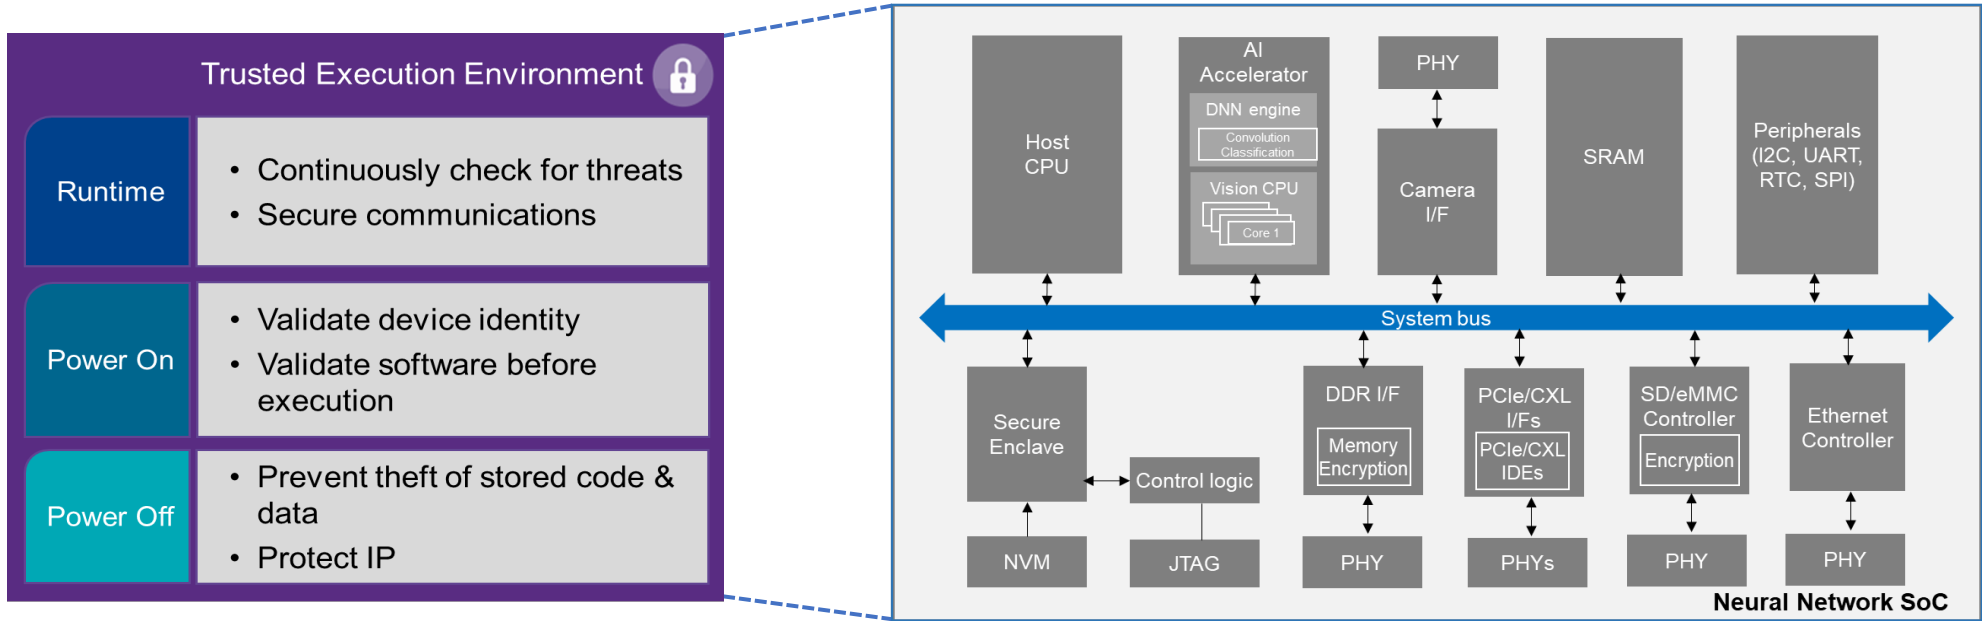 Trusted Execution Environment
Runtime
• Continuously check for threats
• Secure communications
Power On
• Validate device identity
• Validate software before
execution
Power Off
• Prevent theft of stored code &
data
• Protect IP
Host
CPU
AI
Accelerator
DNN engine
Convolution
Classification
Vision CPU
Core 1
PHY
Camera
I/F
SRAM
Peripherals
(I2C, UART,
RTC, SPI)
System bus
Secure
Enclave
Control logic
NVM
JTAG
DDR I/F
Memory
Encryption
PHY
PCIe/CXL
I/Fs
PCIe/CXL
IDEs
PHYs
SD/eMMC
Controller
Encryption
PHY
Ethernet
Controller
PHY
Neural Network SoC